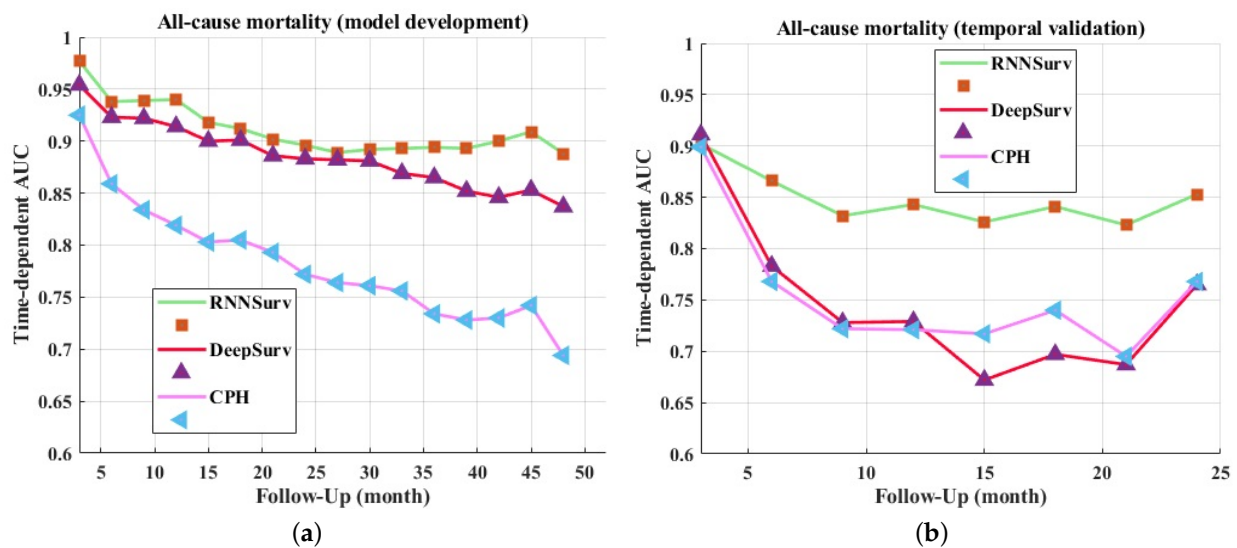 All-cause mortality (model development)
1
0.95
0.9
0.85
0.8
0.75
0.7
0.65
0.6
Time-dependent AUC
RNNSurv
DeepSurv
CPH
5 10 15 20 25 30 35 40 45 50
Follow-Up (month)
(a)
All-cause mortality (temporal validation)
1
0.95
0.9
0.85
0.8
0.75
0.7
0.65
0.6
Time-dependent AUC
RNNSurv
DeepSurv
CPH
5 10 15 20 25
Follow-Up (month)
(b)